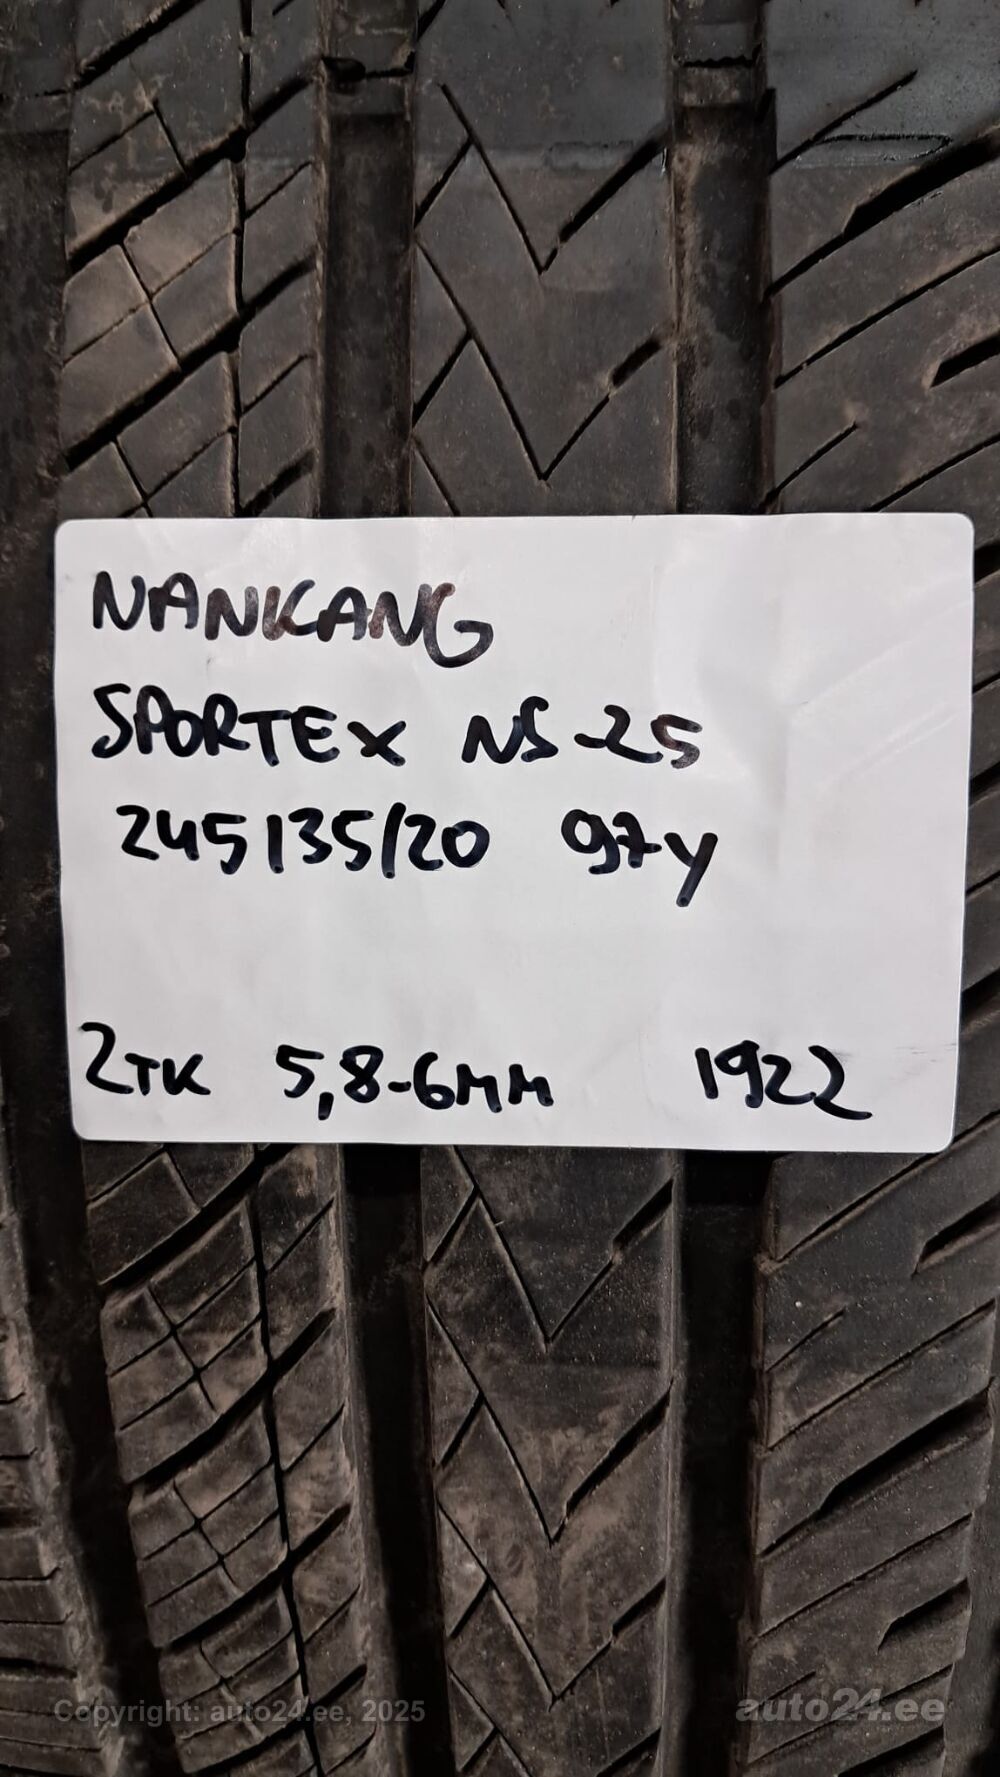 NANKANG
SPORTEX NS-25
245/35/20 97y
2TK 5,8-6mm 1922
Copyright: auto24.ee, 2025
auto24.ee